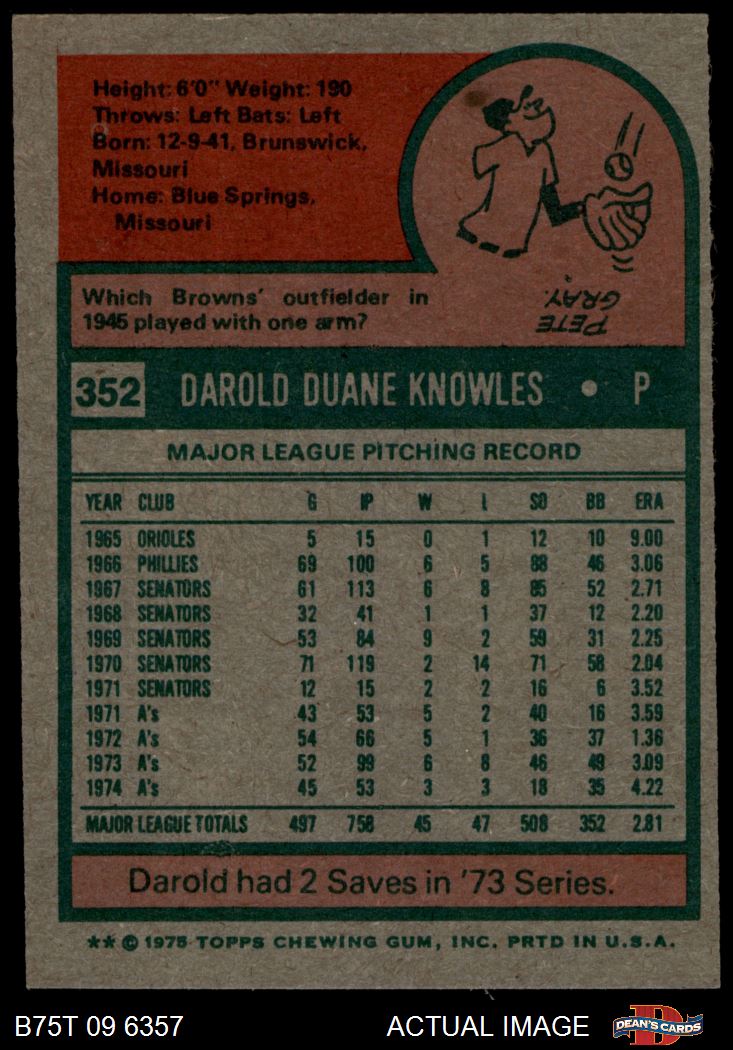 Height: 6'0" Weight: 190
Throws: Left Bats: Left
Born: 12-9-41, Brunswick,
Missouri
Home: Blue Springs,
Missouri
Which Browns' outfielder in
1945 played with one arm?
PETE
GRAY.
352 DAROLD DUANE KNOWLES • P
MAJOR LEAGUE PITCHING RECORD
YEAR CLUB G IP W L SO BB ERA
1965 ORIOLES 5 15 0 1 12 10 9.00
1966 PHILLIES 69 100 6 5 88 46 3.06
1967 SENATORS 61 113 6 8 85 52 2.71
1968 SENATORS 32 41 1 1 37 12 2.20
1969 SENATORS 53 84 9 2 59 31 2.25
1970 SENATORS 71 119 2 14 71 58 2.04
1971 SENATORS 12 15 2 2 16 6 3.52
1971 A's 43 53 5 2 40 16 3.59
1972 A's 54 66 5 1 36 37 1.36
1973 A's 52 99 6 8 46 49 3.09
1974 A's 45 53 3 3 18 35 4.22
MAJOR LEAGUE TOTALS 497 758 45 47 508 352 2.81
Darold had 2 Saves in '73 Series.
** © 1975 TOPPS CHEWING GUM, INC. PRTD IN U.S.A.
B75T 09 6357 ACTUAL IMAGE DEAN'S CARDS